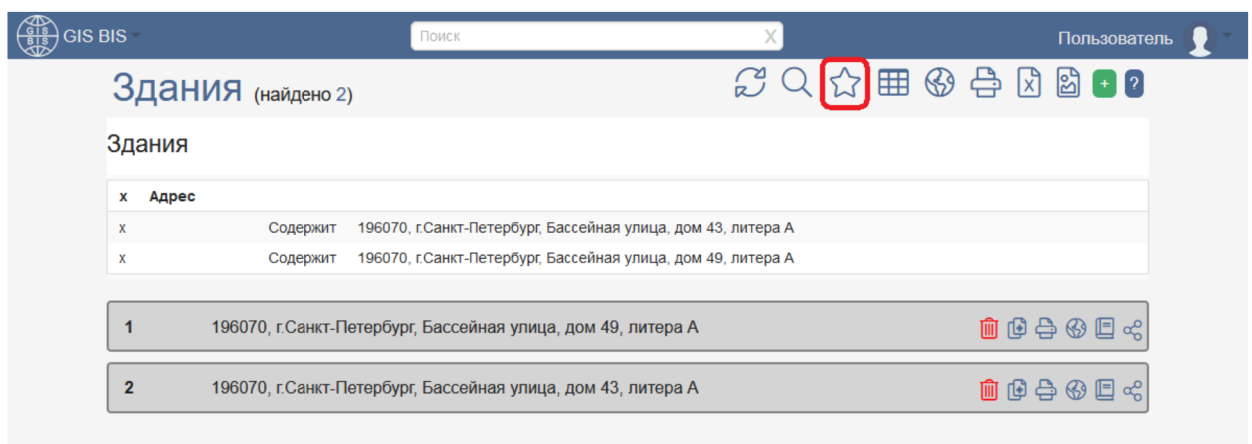 GIS BIS GIS BIS Поиск X Пользователь
Здания (найдено 2) X + ?
Здания
x Адрес
x Содержит 196070, г.Санкт-Петербург, Бассейная улица, дом 43, литера А
x Содержит 196070, г.Санкт-Петербург, Бассейная улица, дом 49, литера А
1 196070, г.Санкт-Петербург, Бассейная улица, дом 49, литера А
2 196070, г.Санкт-Петербург, Бассейная улица, дом 43, литера А